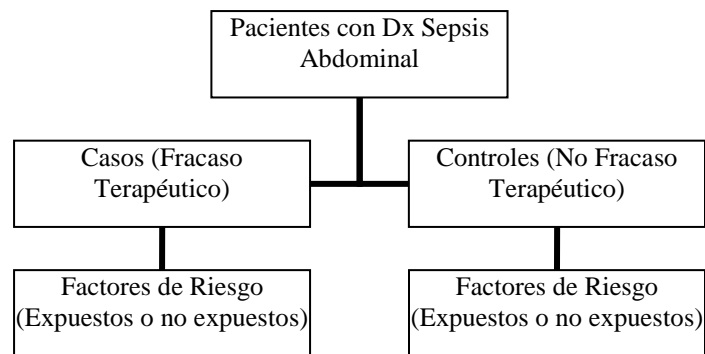 Pacientes con Dx Sepsis
Abdominal
Casos (Fracaso
Terapéutico)
Controles (No Fracaso
Terapéutico)
Factores de Riesgo
(Expuestos o no expuestos)
Factores de Riesgo
(Expuestos o no expuestos)